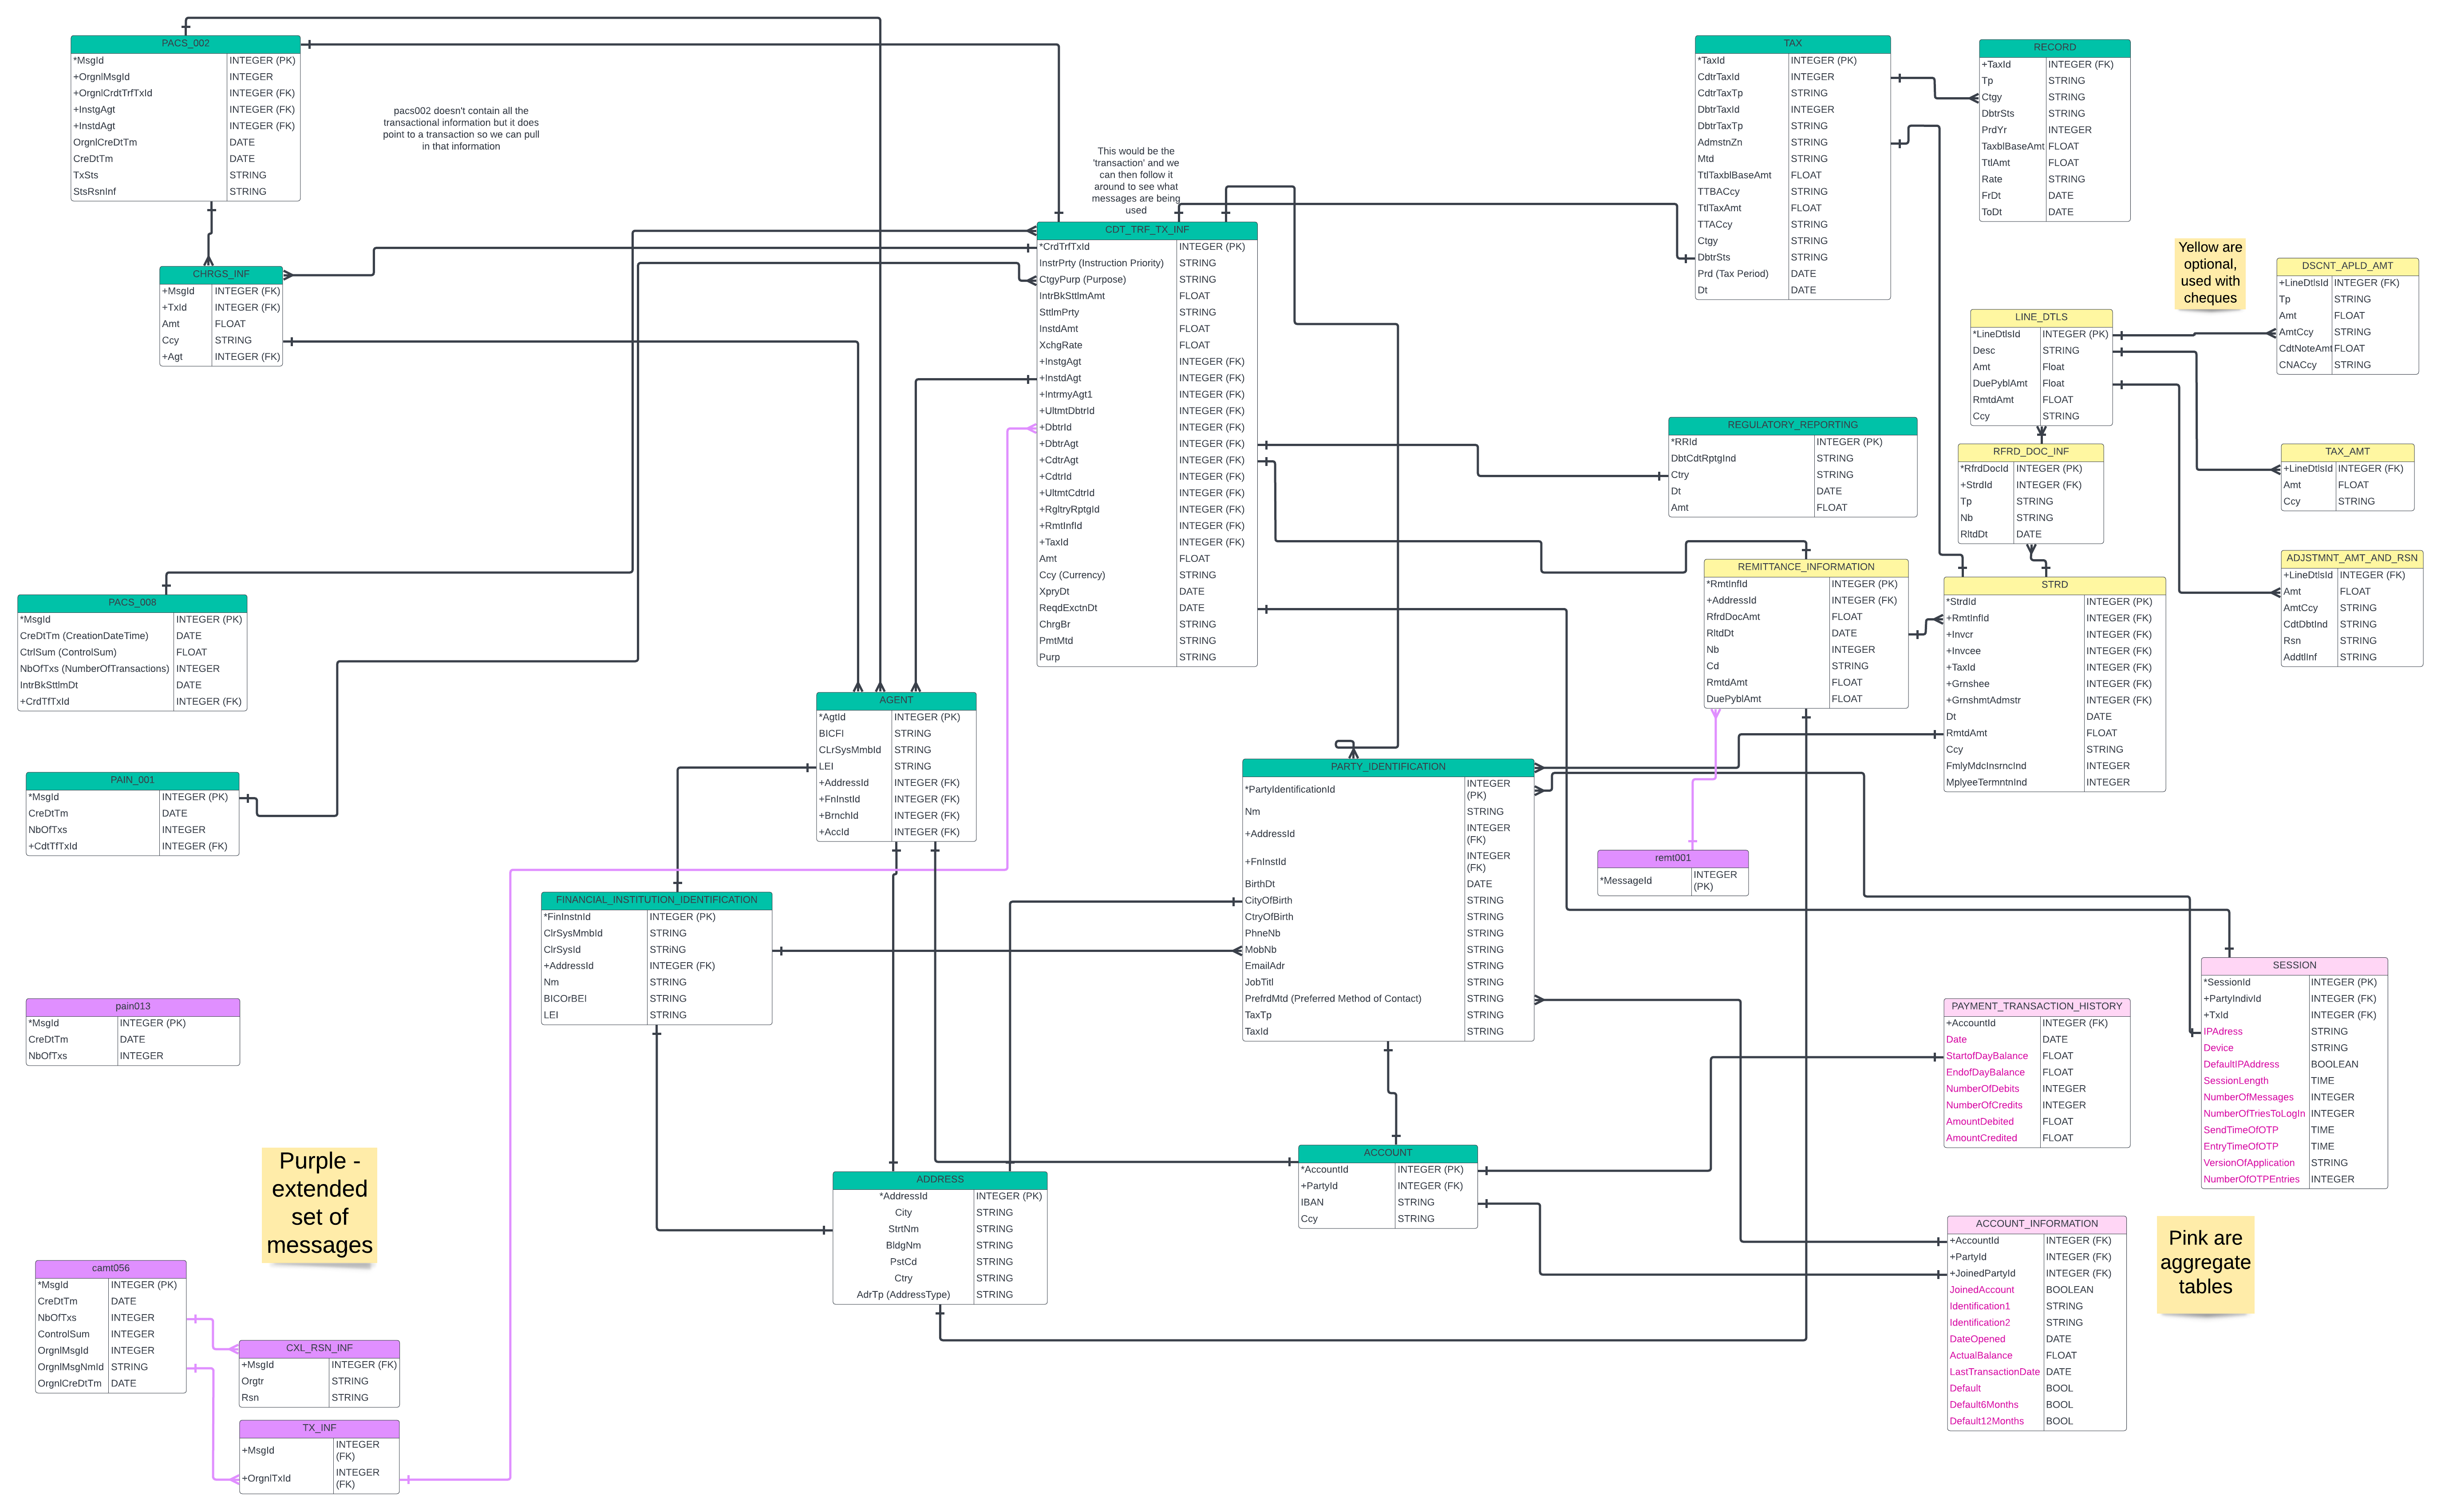 PACS_002
*MsgId INTEGER (PK)
+OrgnlMsgId INTEGER
+OrgnlCrdtTrfTxId INTEGER (FK)
+InstgAgt INTEGER (FK)
+InstdAgt INTEGER (FK)
OrgnlCreDtTm DATE
CreDtTm DATE
TxSts STRING
StsRsnInf STRING
pacs002 doesn't contain all the
transactional information but it does
point to a transaction so we can pull
in that information
CHRGS_INF
+MsgId INTEGER (FK)
+TxId INTEGER (FK)
Amt FLOAT
Ccy STRING
+Agt INTEGER (FK)
This would be the
'transaction' and we
can then follow it
around to see what
messages are being
used
CDT_TRF_TX_INF
*CrdTrfTxId INTEGER (PK)
InstrPrty (Instruction Priority) STRING
CtgyPurp (Purpose) STRING
IntrBkSttlmAmt FLOAT
SttlmPrty STRING
InstdAmt FLOAT
XchgRate FLOAT
+InstgAgt INTEGER (FK)
+InstdAgt INTEGER (FK)
+IntrmyAgt1 INTEGER (FK)
+UltmtDbtrId INTEGER (FK)
+DbtrId INTEGER (FK)
+DbtrAgt INTEGER (FK)
+CdtrAgt INTEGER (FK)
+CdtrId INTEGER (FK)
+UltmtCdtrId INTEGER (FK)
+RgltryRptgId INTEGER (FK)
+RmtInfId INTEGER (FK)
+TaxId INTEGER (FK)
Amt FLOAT
Ccy (Currency) STRING
XpryDt DATE
ReqdExctnDt DATE
ChrgBr STRING
PmtMtd STRING
Purp STRING
TAX
*TaxId INTEGER (PK)
CdtrTaxId INTEGER
CdtrTaxTp STRING
DbtrTaxId INTEGER
DbtrTaxTp STRING
AdmstnZn STRING
Mtd STRING
TtlTaxblBaseAmt FLOAT
TTBACcy STRING
TtlTaxAmt FLOAT
TTACcy STRING
Ctgy STRING
DbtrSts STRING
Prd (Tax Period) DATE
Dt DATE
RECORD
+TaxId INTEGER (FK)
Tp STRING
Ctgy STRING
DbtrSts STRING
PrdYr INTEGER
TaxblBaseAmt FLOAT
TtlAmt FLOAT
Rate STRING
FrDt DATE
ToDt DATE
Yellow are
optional,
used with
cheques
DSCNT_APLD_AMT
+LineDtlsId INTEGER (FK)
Tp STRING
Amt FLOAT
AmtCcy STRING
CdtNoteAmt FLOAT
CNACcy STRING
LINE_DTLS
*LineDtlsId INTEGER (PK)
Desc STRING
Amt Float
DuePyblAmt Float
RmtdAmt FLOAT
Ccy STRING
REGULATORY_REPORTING
*RRId INTEGER (PK)
DbtCdtRptgInd STRING
Ctry STRING
Dt DATE
Amt FLOAT
RFRD_DOC_INF
*RfrdDocId INTEGER (PK)
+StrdId INTEGER (FK)
Tp STRING
Nb STRING
RltdDt DATE
TAX_AMT
+LineDtlsId INTEGER (FK)
Amt FLOAT
Ccy STRING
ADJSTMNT_AMT_AND_RSN
+LineDtlsId INTEGER (FK)
Amt FLOAT
AmtCcy STRING
CdtDbtInd STRING
Rsn STRING
AddtlInf STRING
REMITTANCE_INFORMATION
*RmtInfId INTEGER (PK)
+AddressId INTEGER (FK)
RfrdDocAmt FLOAT
RltdDt DATE
Nb INTEGER
Cd STRING
RmtdAmt FLOAT
DuePyblAmt FLOAT
STRD
*StrdId INTEGER (PK)
+RmtInfId INTEGER (FK)
+Invcr INTEGER (FK)
+Invcee INTEGER (FK)
+TaxId INTEGER (FK)
+Grnshee INTEGER (FK)
+GrnshmtAdmstr INTEGER (FK)
Dt DATE
RmtdAmt FLOAT
Ccy STRING
FmlyMdcInsrncInd INTEGER
MplyeeTermntnInd INTEGER
PACS_008
*MsgId INTEGER (PK)
CreDtTm (CreationDateTime) DATE
CtrlSum (ControlSum) FLOAT
NbOfTxs (NumberOfTransactions) INTEGER
IntrBkSttlmDt DATE
+CrdTfTxId INTEGER (FK)
PAIN_001
*MsgId INTEGER (PK)
CreDtTm DATE
NbOfTxs INTEGER
+CdtTfTxId INTEGER (FK)
AGENT
*AgtId INTEGER (PK)
BICFI STRING
CLrSysMmbId STRING
LEI STRING
+AddressId INTEGER (FK)
+FnInstId INTEGER (FK)
+BrnchId INTEGER (FK)
+AccId INTEGER (FK)
PARTY_IDENTIFICATION
*PartyIdentificationId INTEGER
(PK)
Nm STRING
+AddressId INTEGER
(FK)
+FnInstId INTEGER
(FK)
BirthDt DATE
CityOfBirth STRING
CtryOfBirth STRING
PhneNb STRING
MobNb STRING
EmailAdr STRING
JobTitl STRING
PrefrdMtd (Preferred Method of Contact) STRING
TaxTp STRING
TaxId STRING
remt001
*MessageId INTEGER
(PK)
FINANCIAL_INSTITUTION_IDENTIFICATION
*FinInstnId INTEGER (PK)
ClrSysMmbId STRING
ClrSysId STRiNG
+AddressId INTEGER (FK)
Nm STRING
BICOrBEI STRING
LEI STRING
pain013
*MsgId INTEGER (PK)
CreDtTm DATE
NbOfTxs INTEGER
SESSION
*SessionId INTEGER (PK)
+PartyIndivId INTEGER (FK)
+TxId INTEGER (FK)
IPAdress STRING
Device STRING
DefaultIPAddress BOOLEAN
SessionLength TIME
NumberOfMessages INTEGER
NumberOfTriesToLogIn INTEGER
SendTimeOfOTP TIME
EntryTimeOfOTP TIME
VersionOfApplication STRING
NumberOfOTPEntries INTEGER
PAYMENT_TRANSACTION_HISTORY
+AccountId INTEGER (FK)
Date DATE
StartofDayBalance FLOAT
EndofDayBalance FLOAT
NumberOfDebits INTEGER
NumberOfCredits INTEGER
AmountDebited FLOAT
AmountCredited FLOAT
Purple -
extended
set of
messages
ACCOUNT
*AccountId INTEGER (PK)
+PartyId INTEGER (FK)
IBAN STRING
Ccy STRING
ADDRESS
*AddressId INTEGER (PK)
City STRING
StrtNm STRING
BldgNm STRING
PstCd STRING
Ctry STRING
AdrTp (AddressType) STRING
ACCOUNT_INFORMATION
+AccountId INTEGER (FK)
+PartyId INTEGER (FK)
+JoinedPartyId INTEGER (FK)
JoinedAccount BOOLEAN
Identification1 STRING
Identification2 STRING
DateOpened DATE
ActualBalance FLOAT
LastTransactionDate DATE
Default BOOL
Default6Months BOOL
Default12Months BOOL
Pink are
aggregate
tables
camt056
*MsgId INTEGER (PK)
CreDtTm DATE
NbOfTxs INTEGER
ControlSum INTEGER
OrgnlMsgId INTEGER
OrgnlMsgNmId STRING
OrgnlCreDtTm DATE
CXL_RSN_INF
+MsgId INTEGER (FK)
Orgtr STRING
Rsn STRING
TX_INF
+MsgId INTEGER
(FK)
+OrgnlTxId INTEGER
(FK)